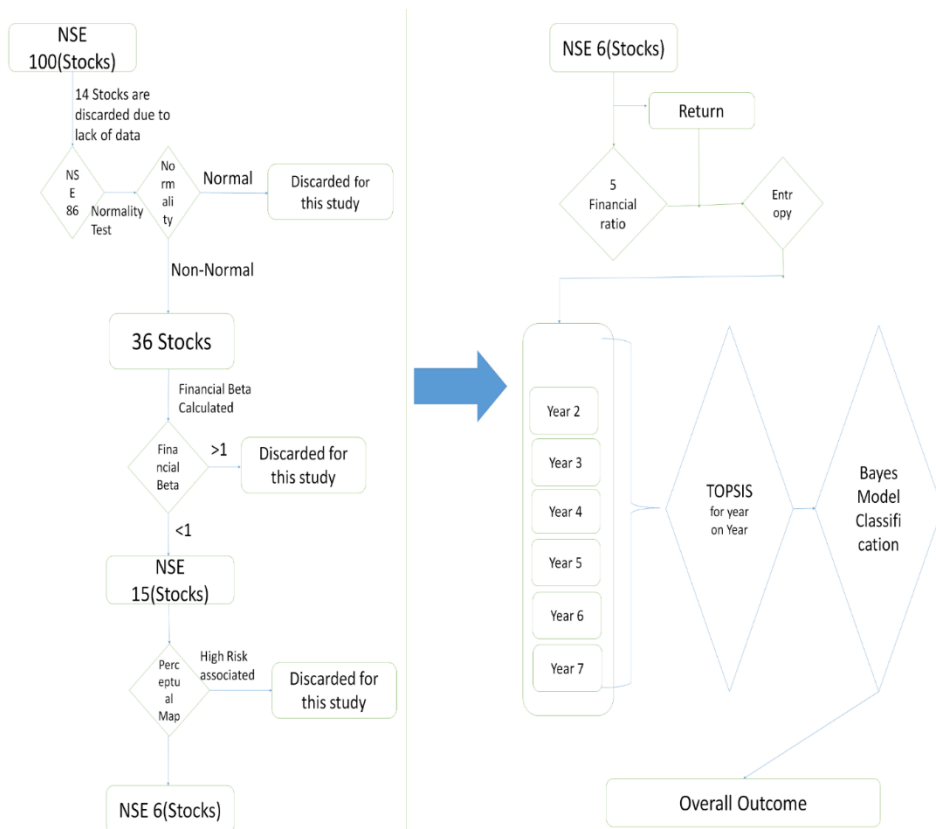 NSE
100(Stocks)
14 Stocks are
discarded due to
lack of data
NS
E
86
Normality
Test
No
rm
ali
ty
Normal
Discarded for
this study
Non-Normal
36 Stocks
Financial Beta
Calculated
Fina
ncial
Beta
>1
Discarded for
this study
<1
NSE
15(Stocks)
Perc
eptu
al
Map
High Risk
associated
Discarded for
this study
NSE 6(Stocks)
NSE 6(Stocks)
Return
5
Financial
ratio
Entr
opy
Year 2
Year 3
Year 4
Year 5
Year 6
Year 7
TOPSIS
for year
on Year
Bayes
Model
Classifi
cation
Overall Outcome